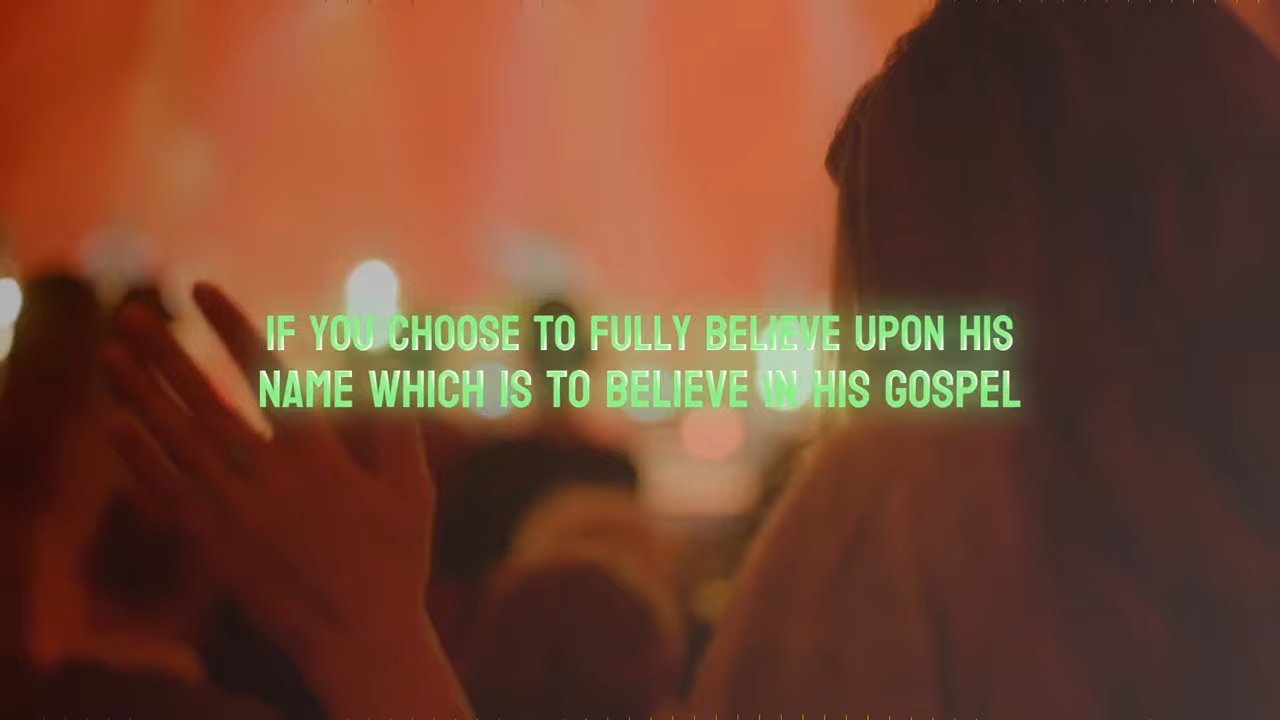 IF YOU CHOOSE TO FULLY BELIEVE UPON HIS
NAME WHICH IS TO BELIEVE IN HIS GOSPEL